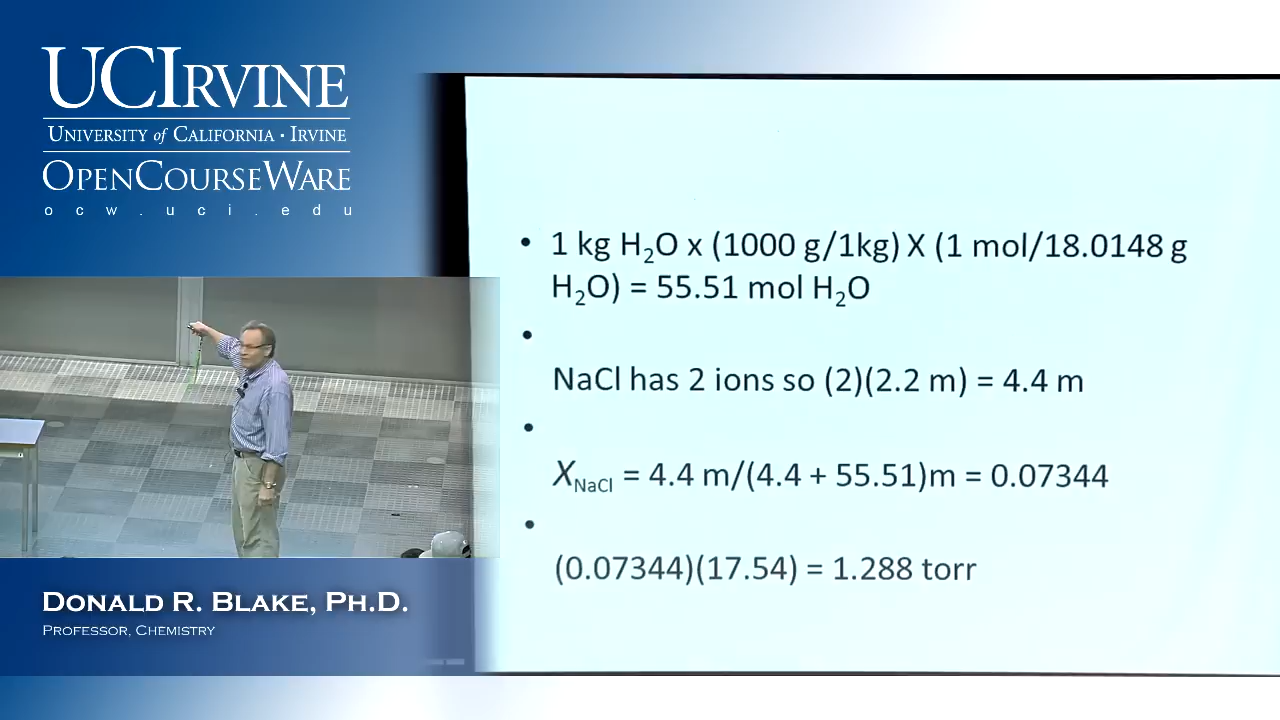 UCIRVINE
UNIVERSITY of CALIFORNIA · IRVINE
OPENCOURSEWARE
ocw.uci.edu
• 1 kg H₂O x (1000 g/1kg) X (1 mol/18.0148 g
H₂O) = 55.51 mol H₂O
•
NaCl has 2 ions so (2)(2.2 m) = 4.4 m
•
X_NaCl = 4.4 m/(4.4 + 55.51)m = 0.07344
•
(0.07344)(17.54) = 1.288 torr
DONALD R. BLAKE, PH.D.
PROFESSOR, CHEMISTRY